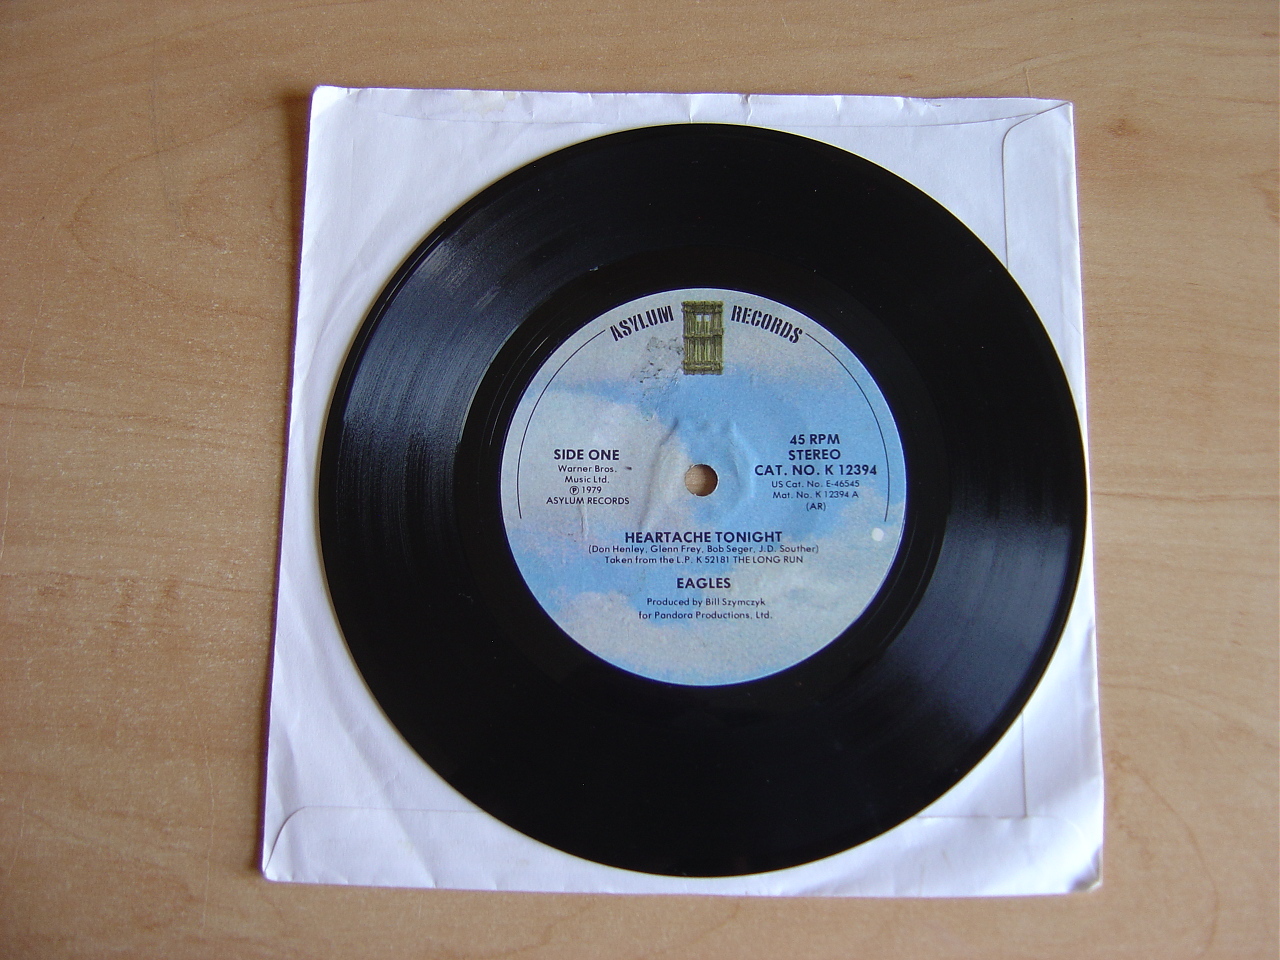 ASYLUM RECORDS
SIDE ONE
Warner Bros.
Music Ltd.
Ⓟ 1979
ASYLUM RECORDS
45 RPM
STEREO
CAT. NO. K 12394
US Cat. No. E-46545
Mat. No. K 12394 A
(AR)
HEARTACHE TONIGHT
(Don Henley, Glenn Frey, Bob Seger, J.D. Souther)
Taken from the L.P. K 52181 THE LONG RUN
EAGLES
Produced by Bill Szymczyk
for Pandora Productions, Ltd.